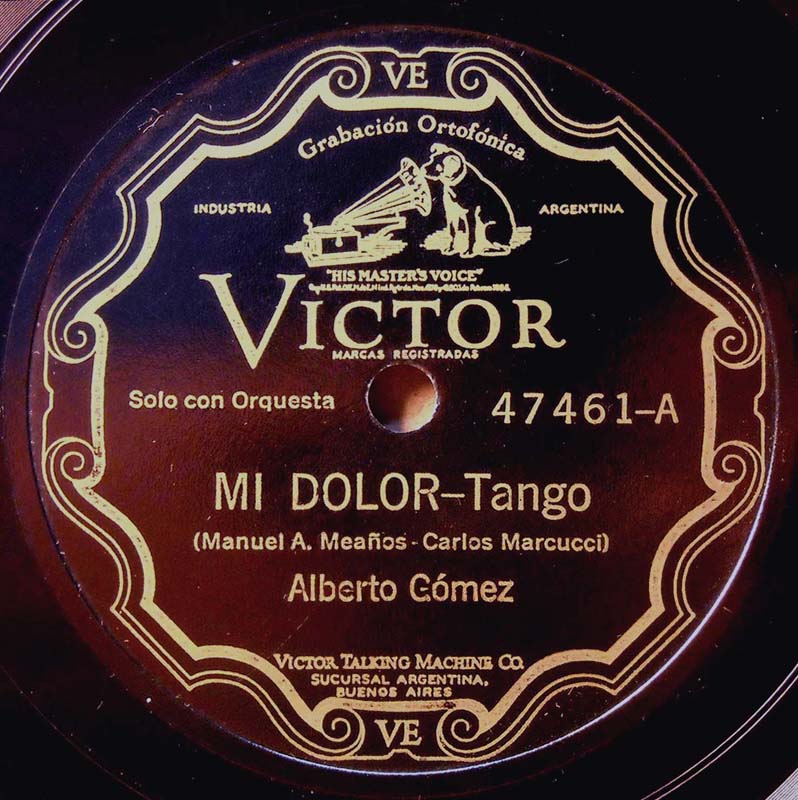 VE
Grabación Ortofónica
INDUSTRIA ARGENTINA
"HIS MASTER'S VOICE"
VICTOR
MARCAS REGISTRADAS
Solo con Orquesta 47461-A
MI DOLOR-Tango
(Manuel A. Meaños - Carlos Marcucci)
Alberto Gómez
VICTOR TALKING MACHINE CO.
SUCURSAL ARGENTINA,
BUENOS AIRES
VE